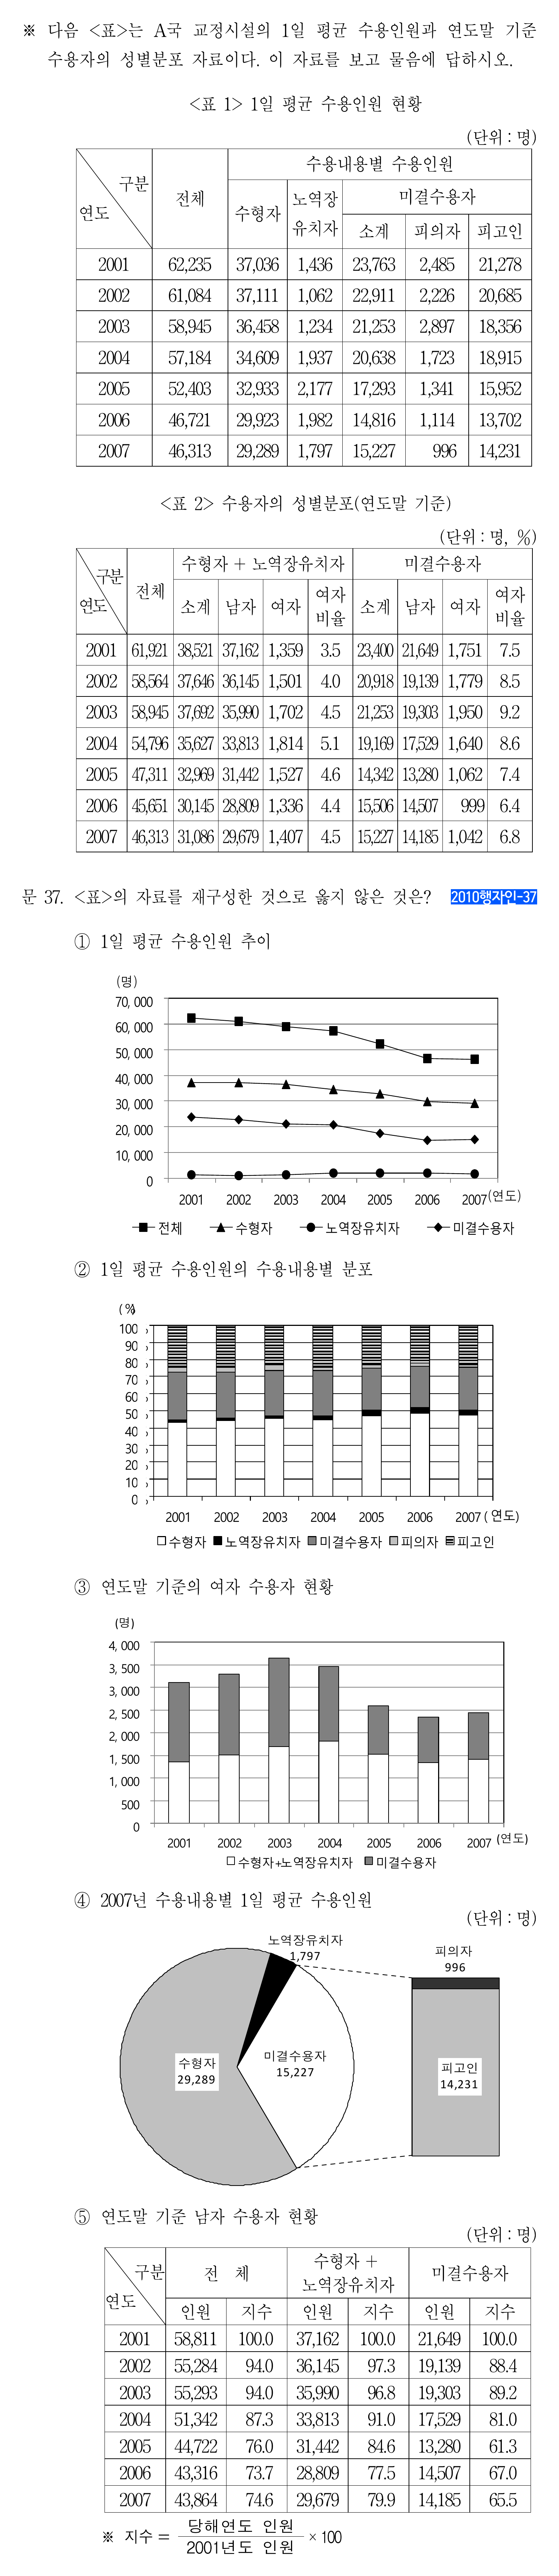 ※ 다음 <표>는 A국 교정시설의 1일 평균 수용인원과 연도말 기준
수용자의 성별분포 자료이다. 이 자료를 보고 물음에 답하시오.
<표 1> 1일 평균 수용인원 현황
(단위 : 명)
구분 연도 전체 수용내용별 수용인원
수형자 노역장유치자 미결수용자
소계 피의자 피고인
2001 62,235 37,036 1,436 23,763 2,485 21,278
2002 61,084 37,111 1,062 22,911 2,226 20,685
2003 58,945 36,458 1,234 21,253 2,897 18,356
2004 57,184 34,609 1,937 20,638 1,723 18,915
2005 52,403 32,933 2,177 17,293 1,341 15,952
2006 46,721 29,923 1,982 14,816 1,114 13,702
2007 46,313 29,289 1,797 15,227 996 14,231
<표 2> 수용자의 성별분포(연도말 기준)
(단위 : 명, %)
구분 연도 전체 수형자 + 노역장유치자 미결수용자
소계 남자 여자 여자비율 소계 남자 여자 여자비율
2001 61,921 38,521 37,162 1,359 3.5 23,400 21,649 1,751 7.5
2002 58,564 37,646 36,145 1,501 4.0 20,918 19,139 1,779 8.5
2003 58,945 37,692 35,990 1,702 4.5 21,253 19,303 1,950 9.2
2004 54,796 35,627 33,813 1,814 5.1 19,169 17,529 1,640 8.6
2005 47,311 32,969 31,442 1,527 4.6 14,342 13,280 1,062 7.4
2006 45,651 30,145 28,809 1,336 4.4 15,506 14,507 999 6.4
2007 46,313 31,086 29,679 1,407 4.5 15,227 14,185 1,042 6.8
문 37. <표>의 자료를 재구성한 것으로 옳지 않은 것은? 2010행자인-37
① 1일 평균 수용인원 추이
(명)
70,000
60,000
50,000
40,000
30,000
20,000
10,000
0
2001 2002 2003 2004 2005 2006 2007 (연도)
전체 수형자 노역장유치자 미결수용자
② 1일 평균 수용인원의 수용내용별 분포
(%)
100
90
80
70
60
50
40
30
20
10
0
2001 2002 2003 2004 2005 2006 2007 (연도)
수형자 노역장유치자 미결수용자 피의자 피고인
③ 연도말 기준의 여자 수용자 현황
(명)
4,000
3,500
3,000
2,500
2,000
1,500
1,000
500
0
2001 2002 2003 2004 2005 2006 2007 (연도)
수형자+노역장유치자 미결수용자
④ 2007년 수용내용별 1일 평균 수용인원
(단위 : 명)
노역장유치자
1,797
피의자
996
수형자
29,289
미결수용자
15,227
피고인
14,231
⑤ 연도말 기준 남자 수용자 현황
(단위 : 명)
구분 연도 전 체 수형자 + 노역장유치자 미결수용자
인원 지수 인원 지수 인원 지수
2001 58,811 100.0 37,162 100.0 21,649 100.0
2002 55,284 94.0 36,145 97.3 19,139 88.4
2003 55,293 94.0 35,990 96.8 19,303 89.2
2004 51,342 87.3 33,813 91.0 17,529 81.0
2005 44,722 76.0 31,442 84.6 13,280 61.3
2006 43,316 73.7 28,809 77.5 14,507 67.0
2007 43,864 74.6 29,679 79.9 14,185 65.5
※ 지수 = 당해연도 인원 / 2001년도 인원 × 100